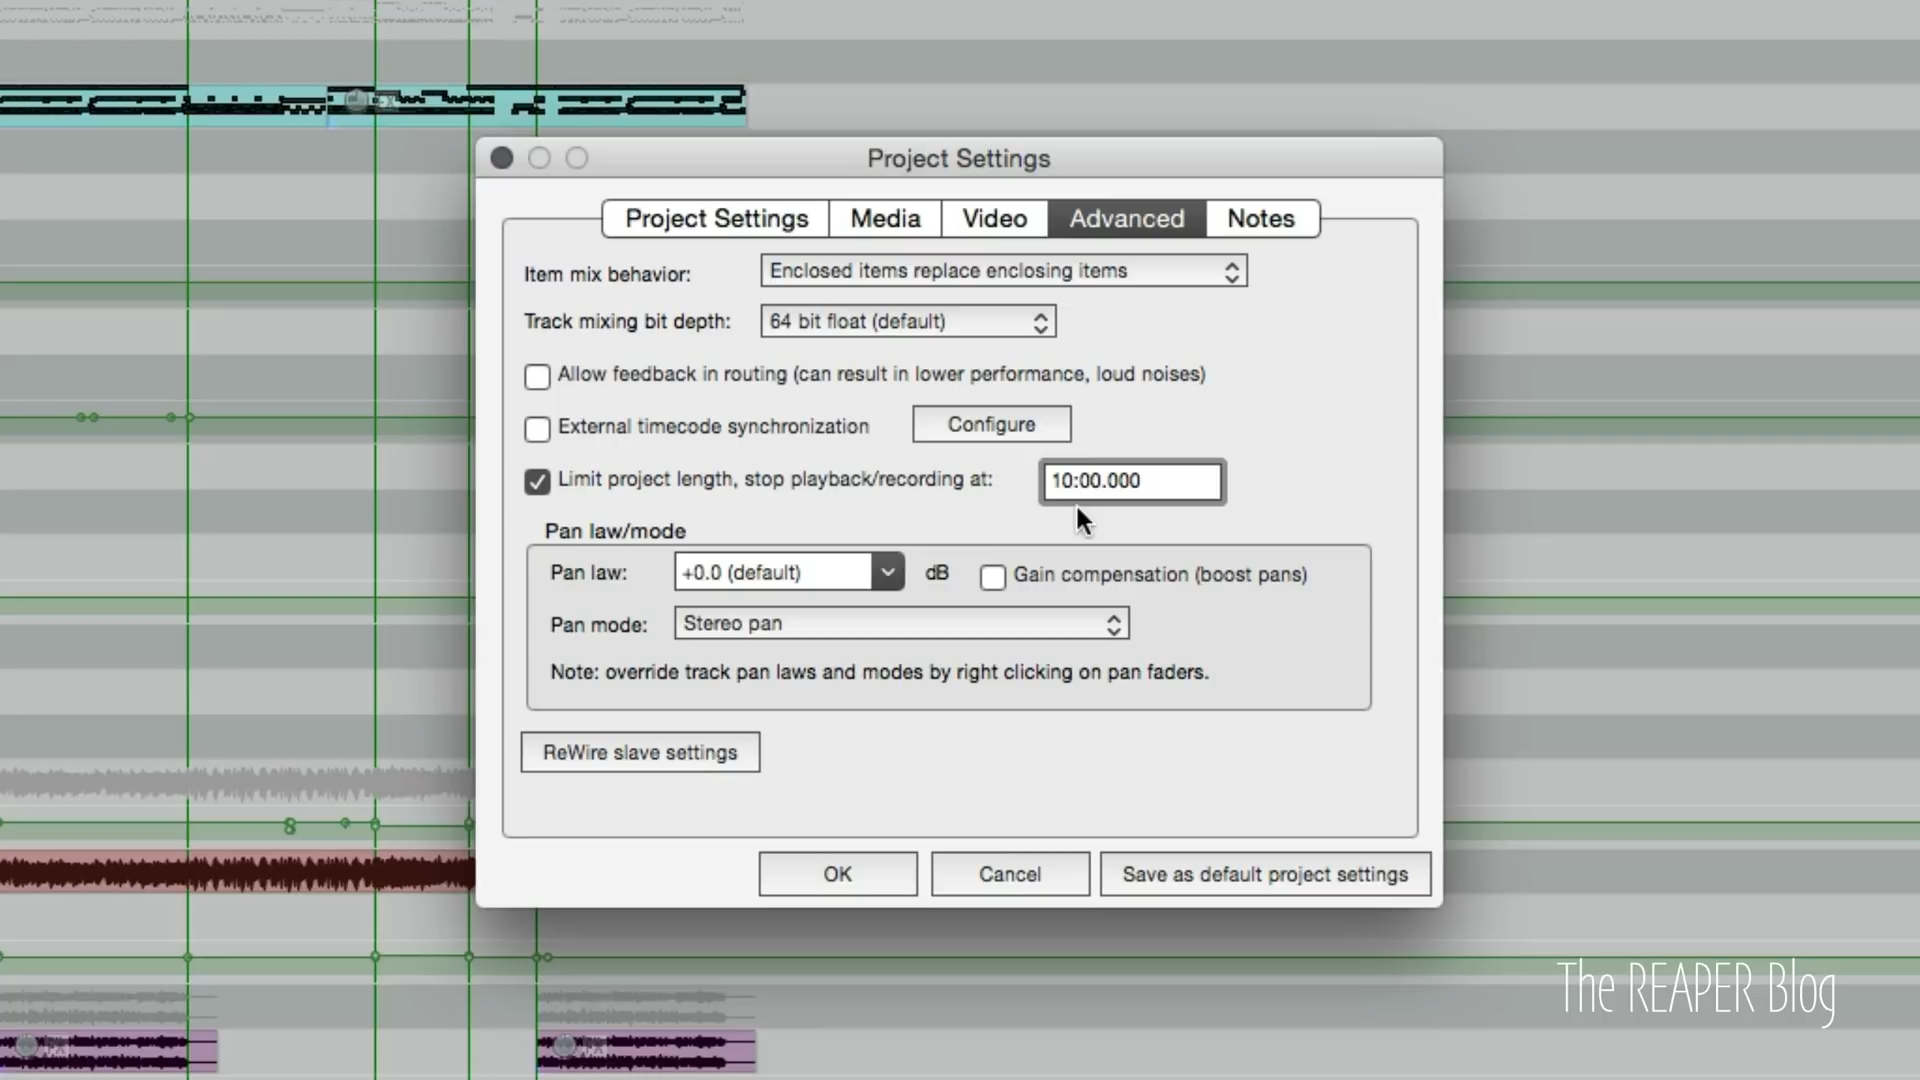 Project Settings
Project Settings Media Video Advanced Notes
Item mix behavior: Enclosed items replace enclosing items
Track mixing bit depth: 64 bit float (default)
Allow feedback in routing (can result in lower performance, loud noises)
External timecode synchronization Configure
Limit project length, stop playback/recording at: 10:00.000
Pan law/mode
Pan law: +0.0 (default) dB Gain compensation (boost pans)
Pan mode: Stereo pan
Note: override track pan laws and modes by right clicking on pan faders.
ReWire slave settings
OK Cancel Save as default project settings
The REAPER Blog